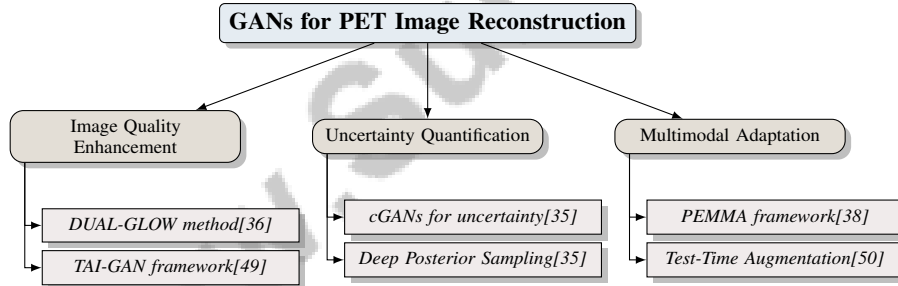 GANs for PET Image Reconstruction
Image Quality
Enhancement
Uncertainty Quantification
Multimodal Adaptation
DUAL-GLOW method[36]
cGANs for uncertainty[35]
PEMMA framework[38]
TAI-GAN framework[49]
Deep Posterior Sampling[35]
Test-Time Augmentation[50]